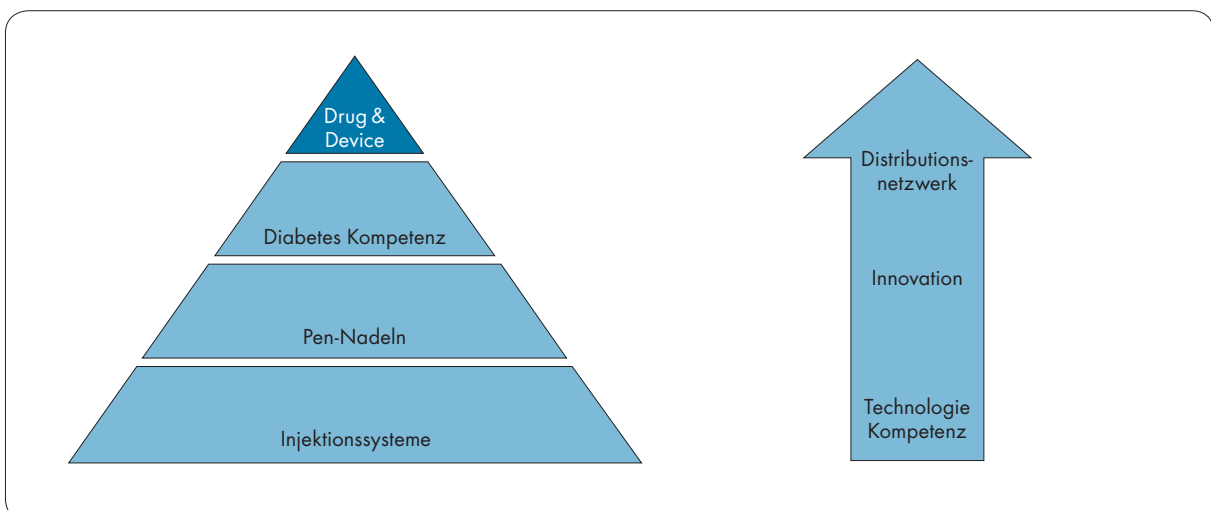 Drug &
Device
Diabetes Kompetenz
Pen-Nadeln
Injektionssysteme
Distributions-
netzwerk
Innovation
Technologie
Kompetenz